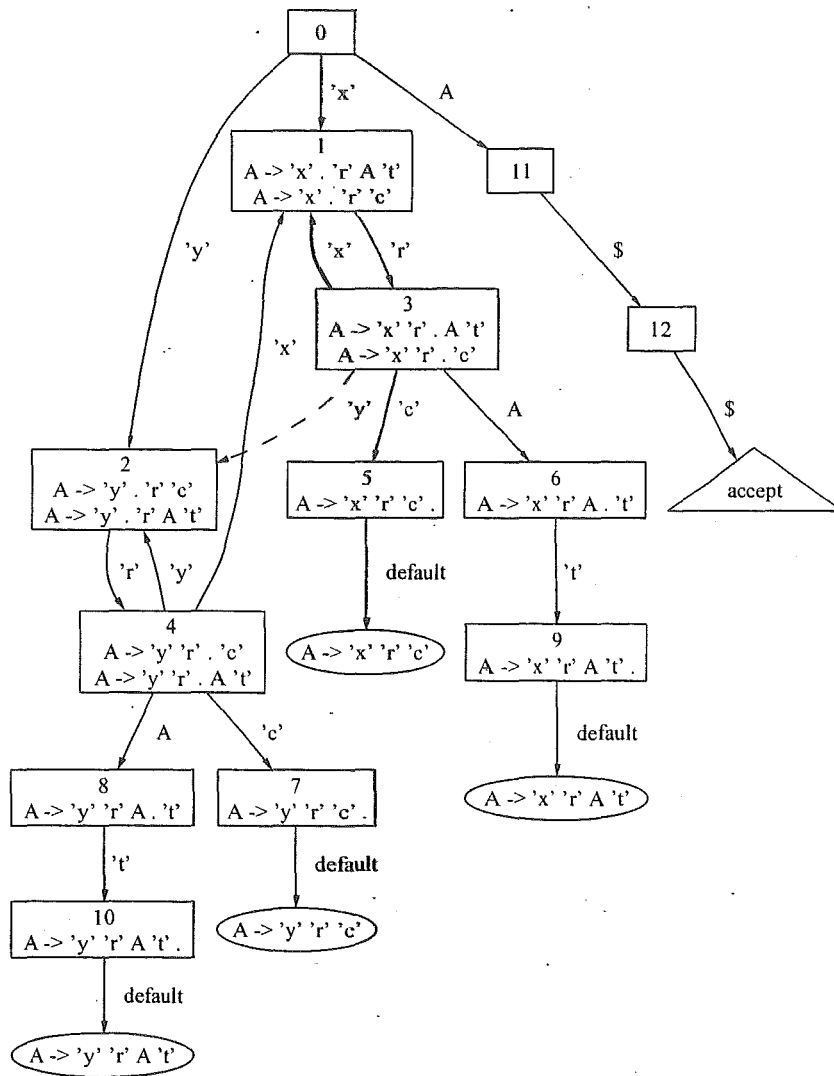 0
'x'
A
1
A -> 'x' . 'r' A 't'
A -> 'x' . 'r' 'c'
11
'y'
'x'
'r'
$
3
A -> 'x' 'r' . A 't'
A -> 'x' 'r' . 'c'
12
'x'
$
'y'
'c'
A
2
A -> 'y' . 'r' 'c'
A -> 'y' . 'r' A 't'
5
A -> 'x' 'r' 'c' .
6
A -> 'x' 'r' A . 't'
accept
'r'
'y'
default
't'
4
A -> 'y' 'r' . 'c'
A -> 'y' 'r' . A 't'
A -> 'x' 'r' 'c'
9
A -> 'x' 'r' A 't' .
A
'c'
default
8
A -> 'y' 'r' A . 't'
7
A -> 'y' 'r' 'c' .
A -> 'x' 'r' A 't'
't'
default
10
A -> 'y' 'r' A 't' .
A -> 'y' 'r' 'c'
default
A -> 'y' 'r' A 't'